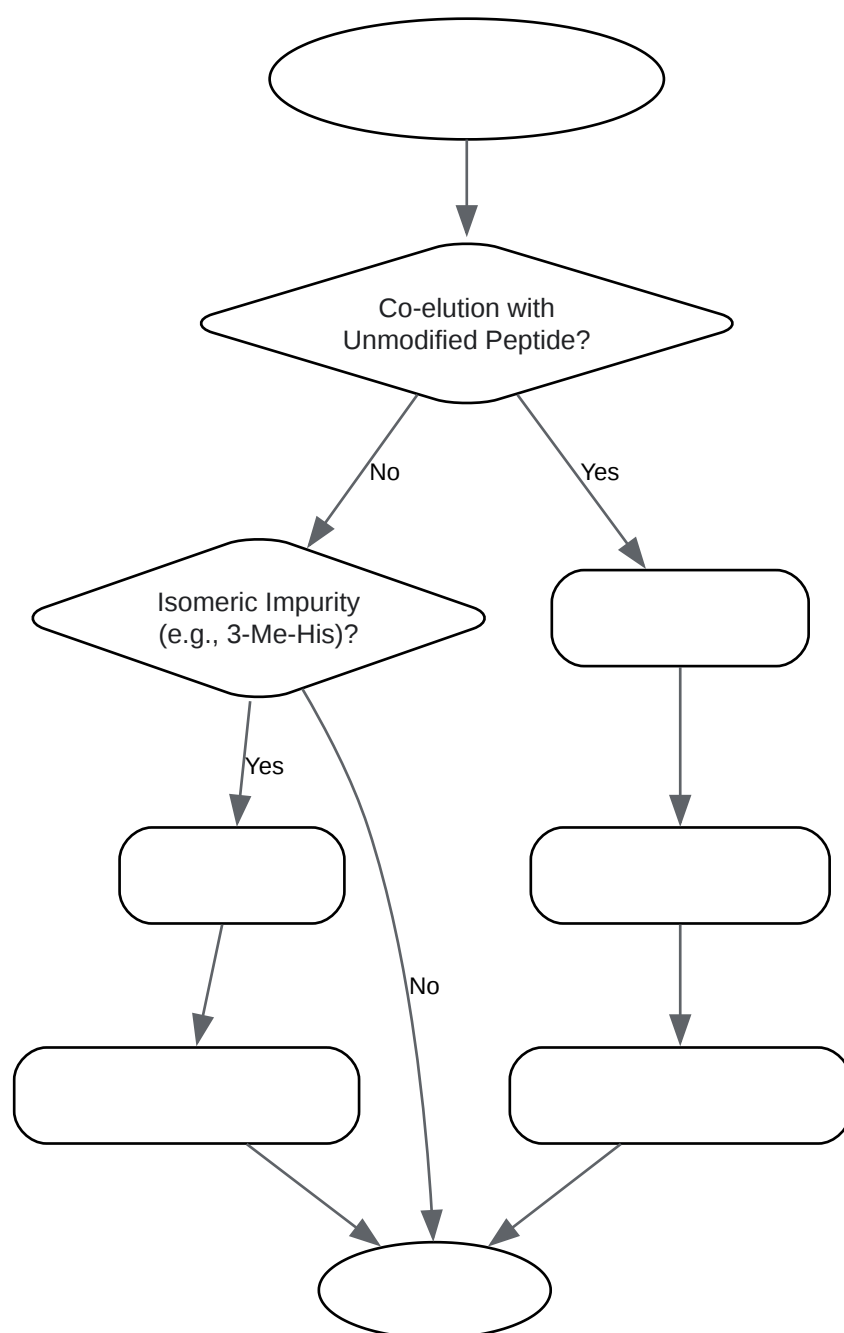 Co-elution with
Unmodified Peptide?
No
Yes
Isomeric Impurity
(e.g., 3-Me-His)?
Yes
No